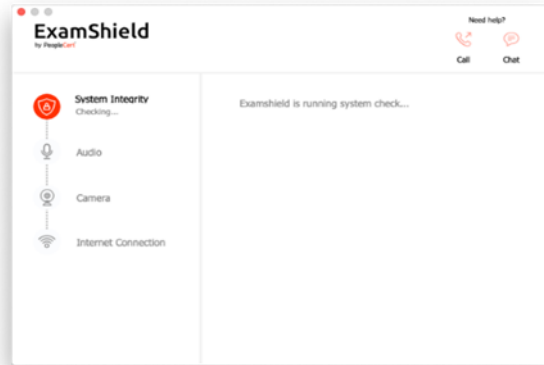 ExamShield
by PeopleCert
Need help?
Call
Chat
System Integrity
Checking...
Audio
Camera
Internet Connection
Examshield is running system check...